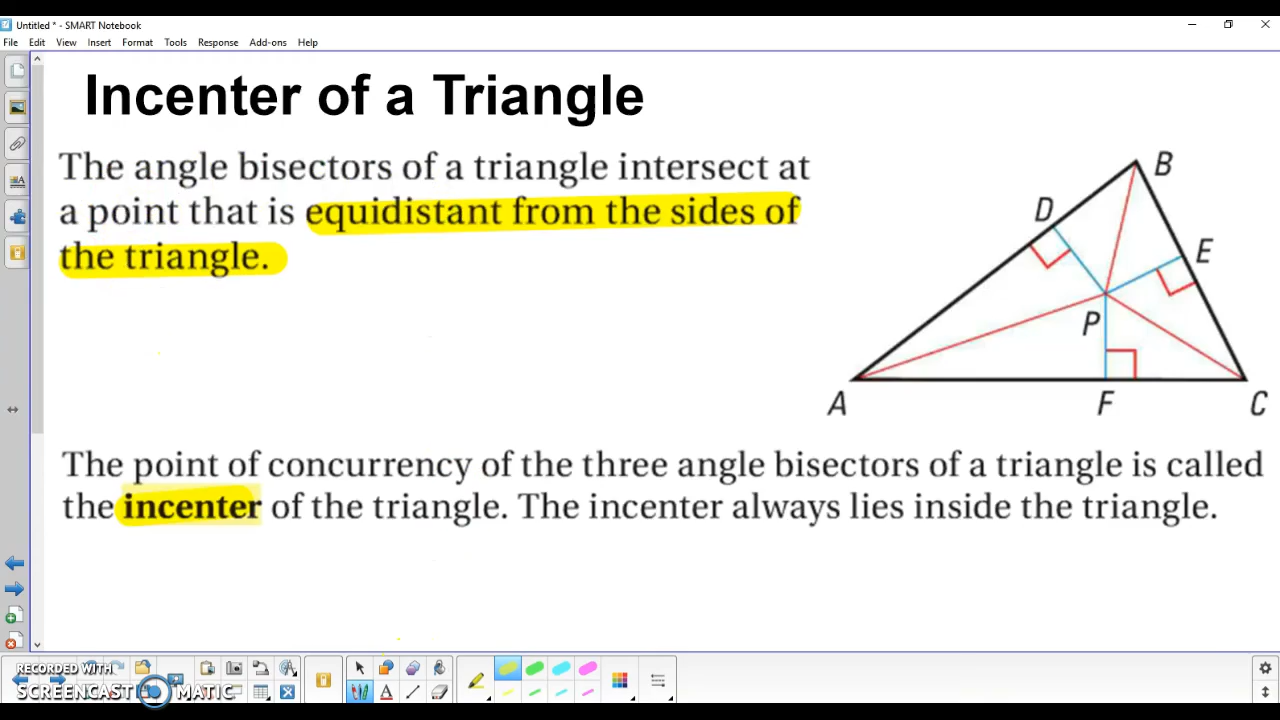 Untitled * - SMART Notebook
File Edit View Insert Format Tools Response Add-ons Help
Incenter of a Triangle
The angle bisectors of a triangle intersect at
a point that is equidistant from the sides of
the triangle.
B
D
E
P
A
F
C
The point of concurrency of the three angle bisectors of a triangle is called
the incenter of the triangle. The incenter always lies inside the triangle.
RECORDED WITH
SCREENCAST MATIC